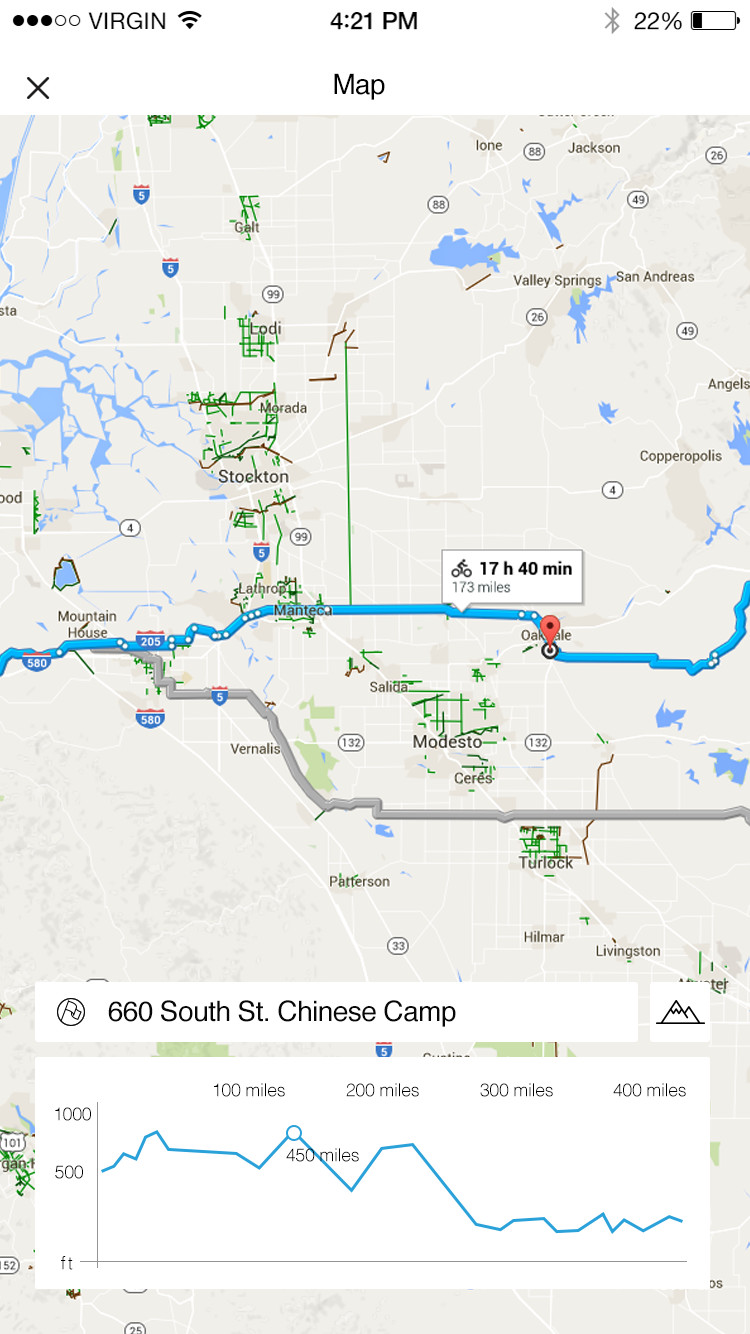 VIRGIN 4:21 PM 22%
Map
Ione 88 Jackson 26
5 88 49
Galt
5
Valley Springs San Andreas
99
sta 26
Lodi 49
Angels
Morada
Copperopolis
Stockton
ood 4
4
99
5
17 h 40 min
173 miles
Lathrop
Manteca
Mountain
House
205 Oakdale
580
Salida
5
580
132 Modesto 132
Vernalis
Ceres
Turlock
Patterson
Hilmar
33 Livingston
660 South St. Chinese Camp
5
100 miles 200 miles 300 miles 400 miles
1000
101
450 miles
500
152
ft
os
25